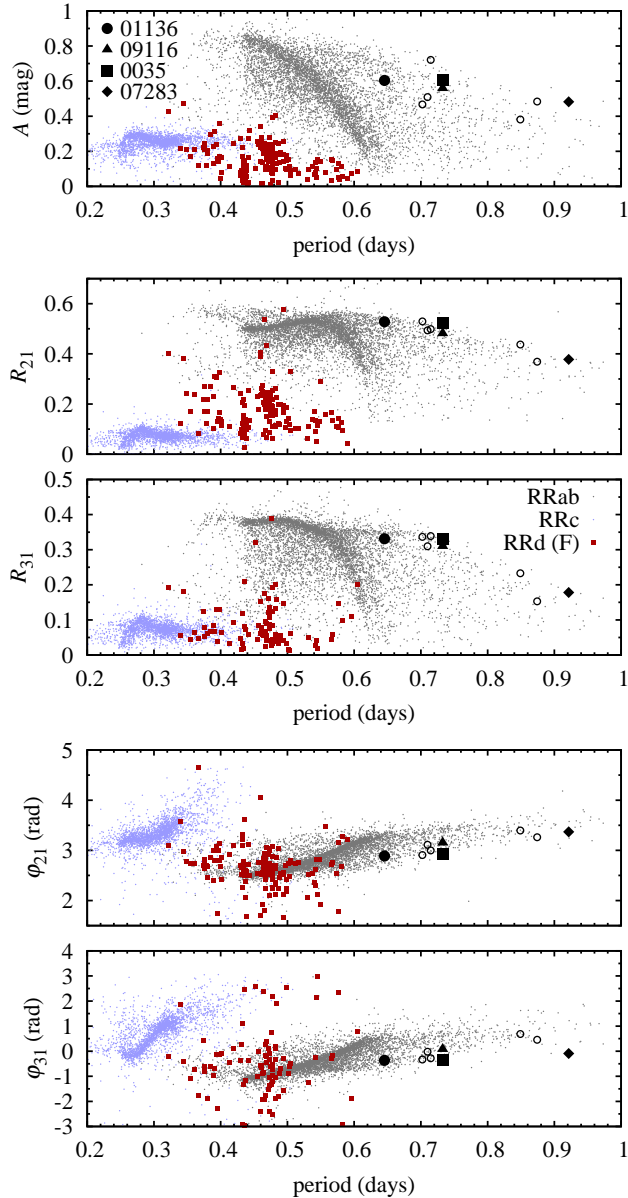 A (mag)
1
0.8
0.6
0.4
0.2
0
01136
09116
0035
07283
0.2 0.3 0.4 0.5 0.6 0.7 0.8 0.9 1
period (days)
R21
0.6
0.4
0.2
0
R31
0.5
0.4
0.3
0.2
0.1
0
RRab
RRc
RRd (F)
0.2 0.3 0.4 0.5 0.6 0.7 0.8 0.9 1
period (days)
φ21 (rad)
5
4
3
2
φ31 (rad)
4
3
2
1
0
-1
-2
-3
0.2 0.3 0.4 0.5 0.6 0.7 0.8 0.9 1
period (days)